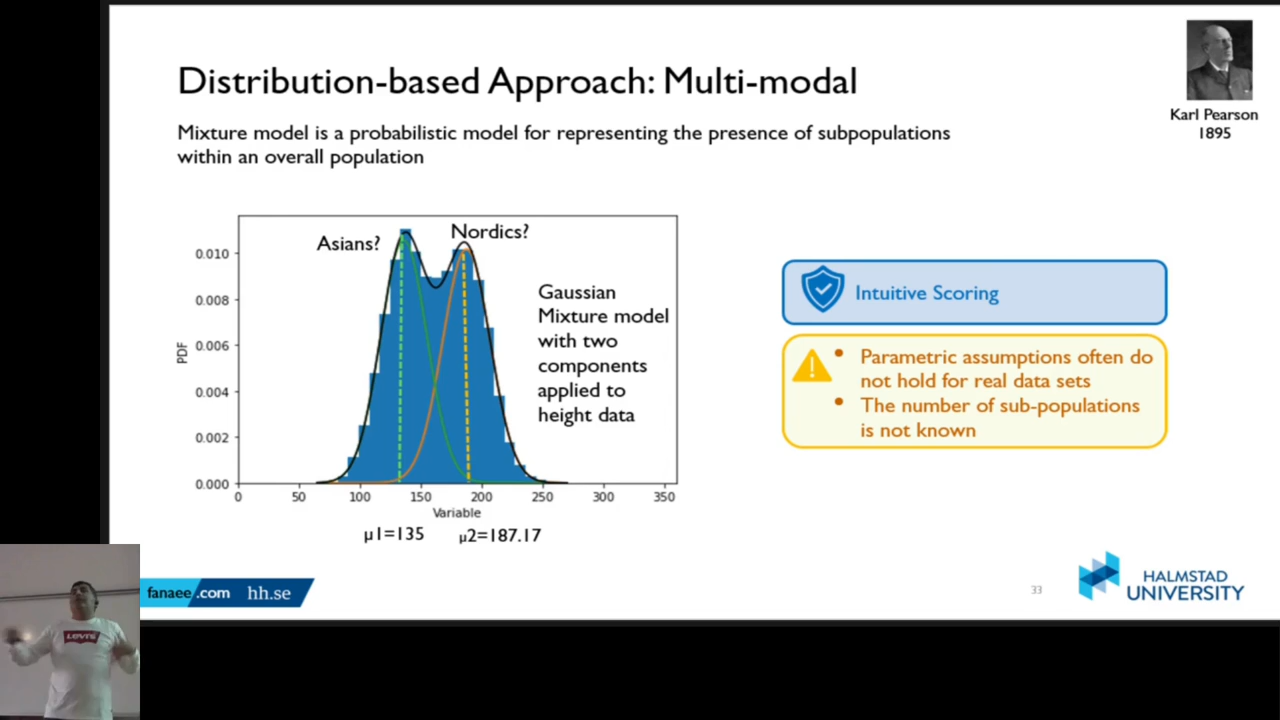 Distribution-based Approach: Multi-modal
Karl Pearson
1895
Mixture model is a probabilistic model for representing the presence of subpopulations
within an overall population
Asians?
Nordics?
Gaussian
Mixture model
with two
components
applied to
height data
PDF
0.010
0.008
0.006
0.004
0.002
0.000
0 50 100 150 200 250 300 350
Variable
μ1=135 μ2=187.17
Intuitive Scoring
• Parametric assumptions often do
not hold for real data sets
• The number of sub-populations
is not known
LEVI'S
fanaee.com hh.se
33
HALMSTAD
UNIVERSITY